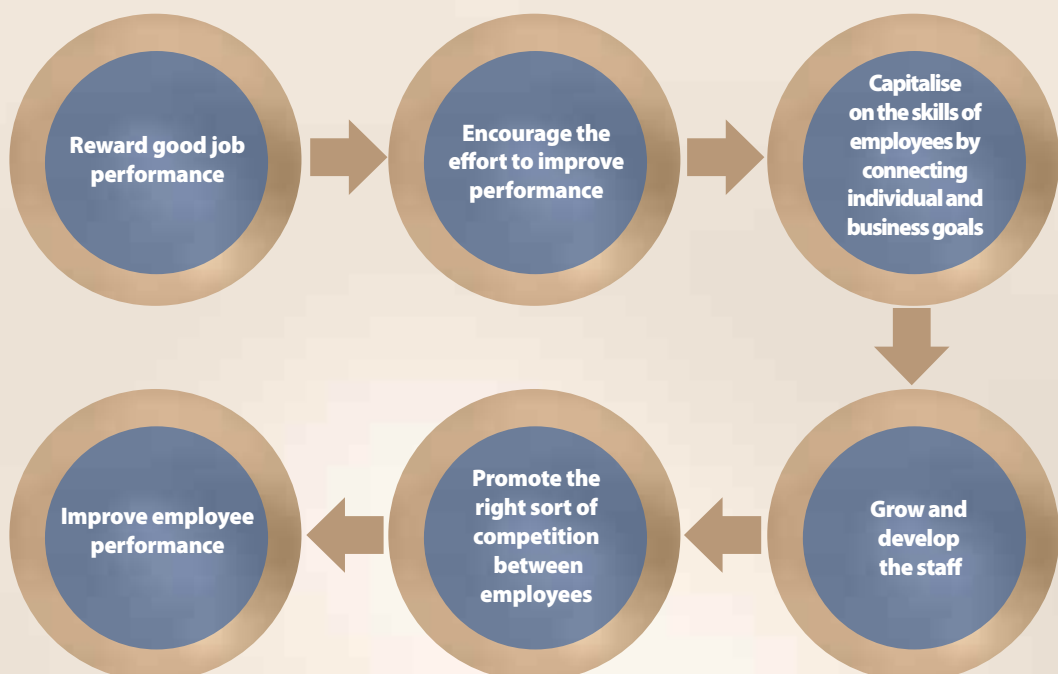 Reward good job
performance
Encourage the
effort to improve
performance
Capitalise
on the skills of
employees by
connecting
individual and
business goals
Grow and
develop
the staff
Promote the
right sort of
competition
between
employees
Improve employee
performance